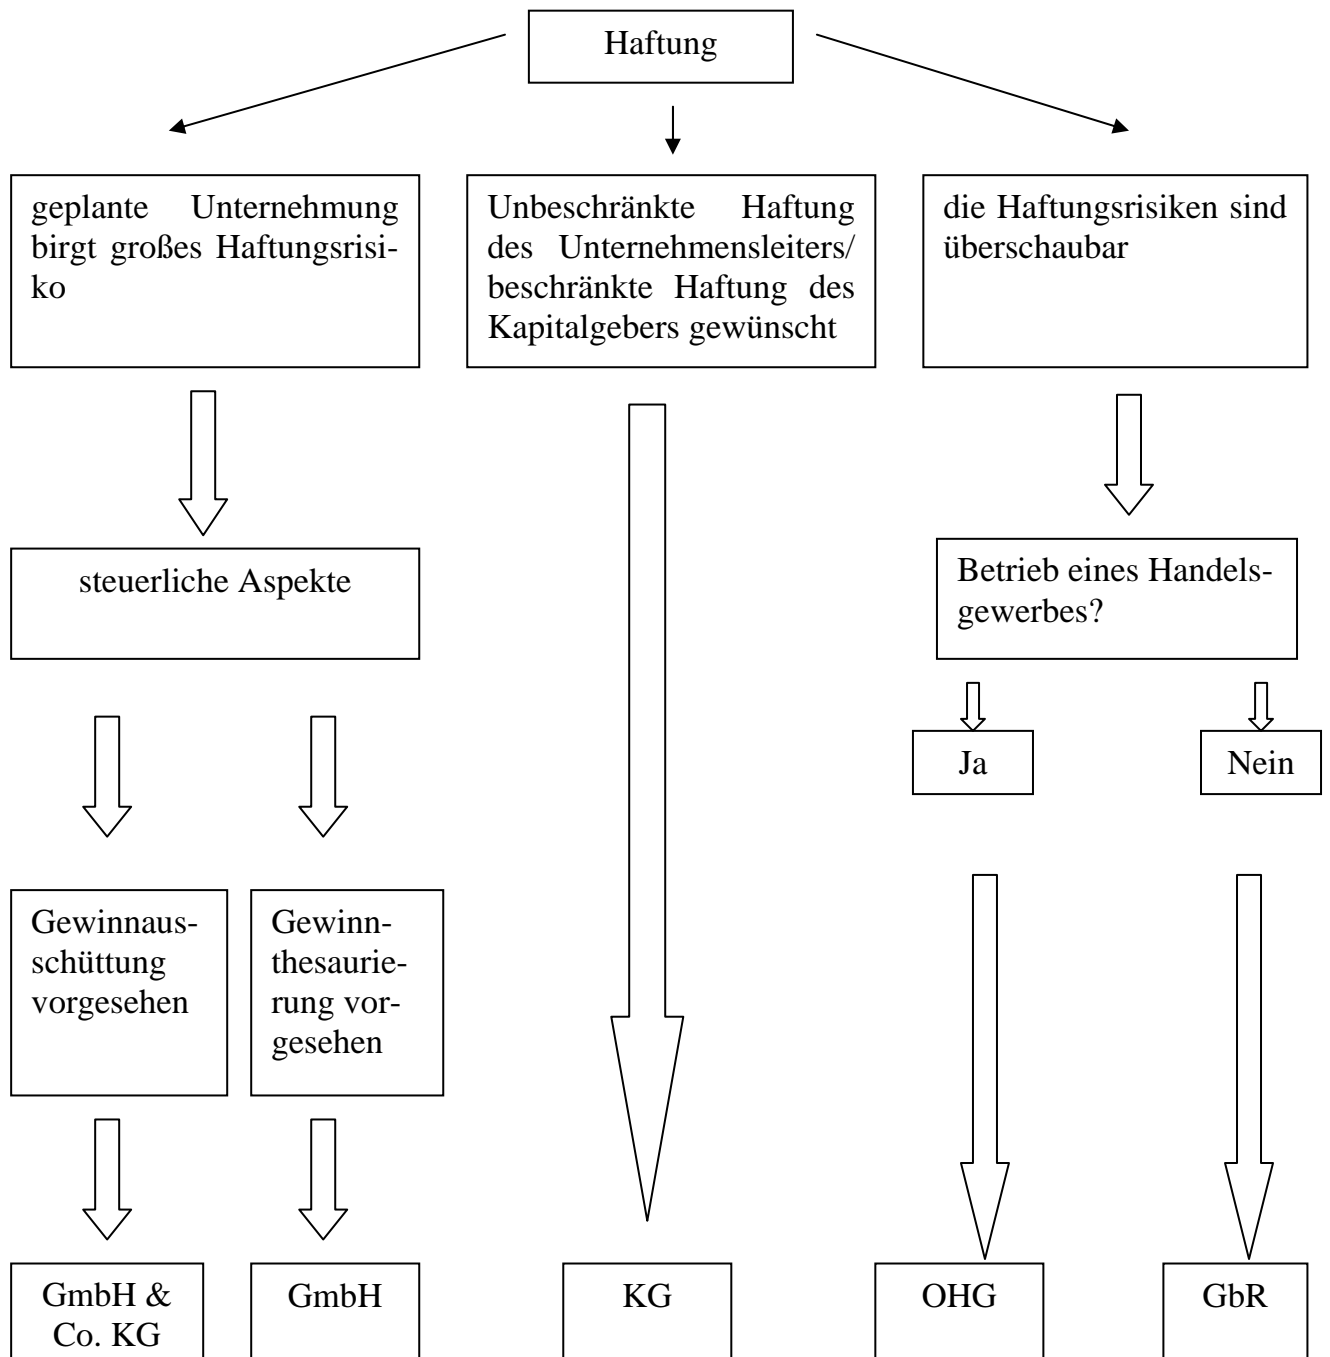 Haftung
geplante Unternehmung
birgt großes Haftungsrisi-
ko
Unbeschränkte Haftung
des Unternehmensleiters/
beschränkte Haftung des
Kapitalgebers gewünscht
die Haftungsrisiken sind
überschaubar
steuerliche Aspekte
Betrieb eines Handels-
gewerbes?
Ja
Nein
Gewinnaus-
schüttung
vorgesehen
Gewinn-
thesaurie-
rung vor-
gesehen
GmbH &
Co. KG
GmbH
KG
OHG
GbR